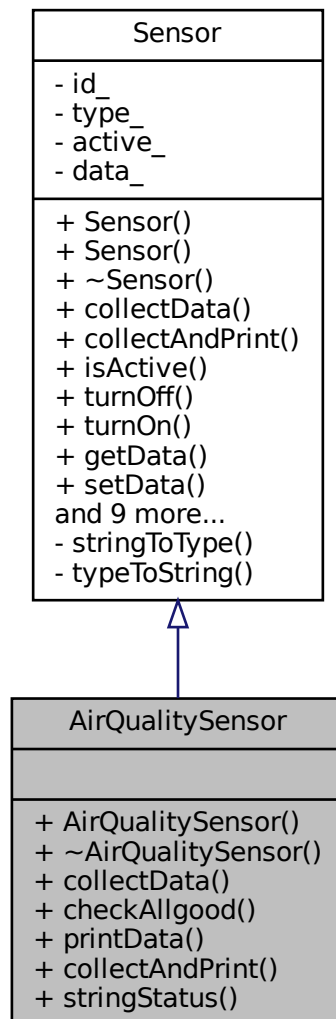 Sensor
- id_
- type_
- active_
- data_
+ Sensor()
+ Sensor()
+ ~Sensor()
+ collectData()
+ collectAndPrint()
+ isActive()
+ turnOff()
+ turnOn()
+ getData()
+ setData()
and 9 more...
- stringToType()
- typeToString()
AirQualitySensor
+ AirQualitySensor()
+ ~AirQualitySensor()
+ collectData()
+ checkAllgood()
+ printData()
+ collectAndPrint()
+ stringStatus()